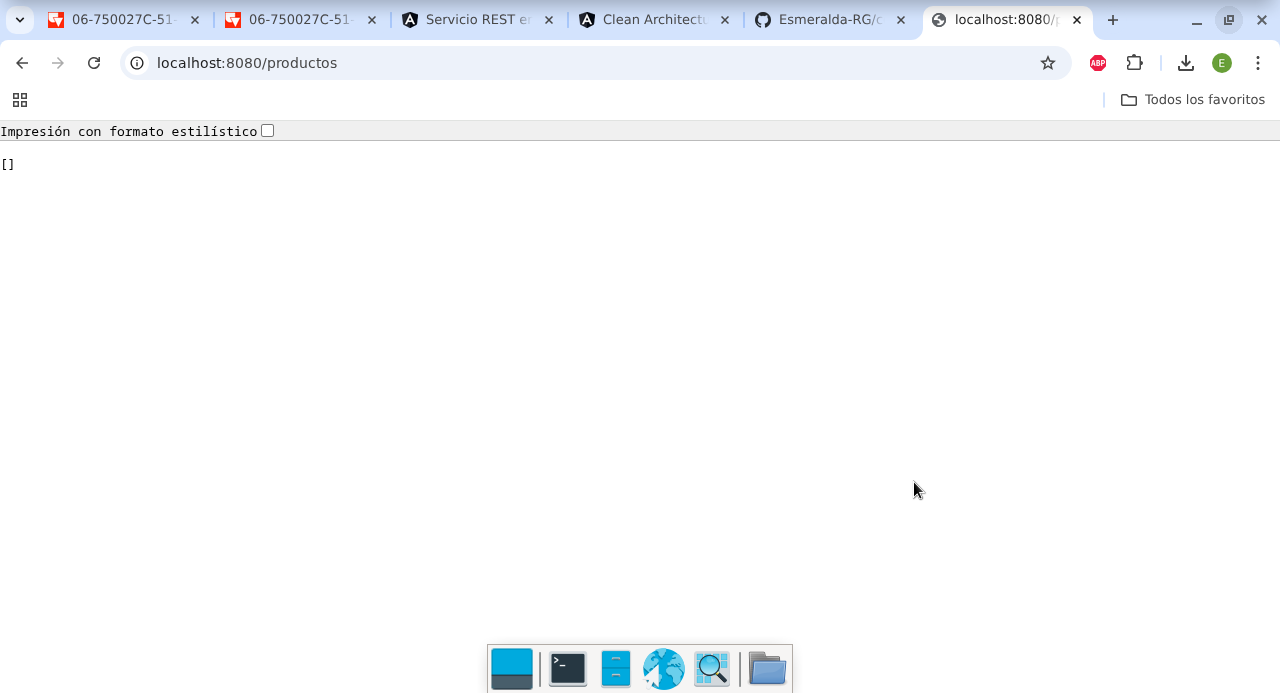 06-750027C-51-
06-750027C-51-
Servicio REST e
Clean Architect
Esmeralda-RG/c
localhost:8080/p
localhost:8080/productos
ABP
E
Todos los favoritos
Impresión con formato estilístico
[]
>_